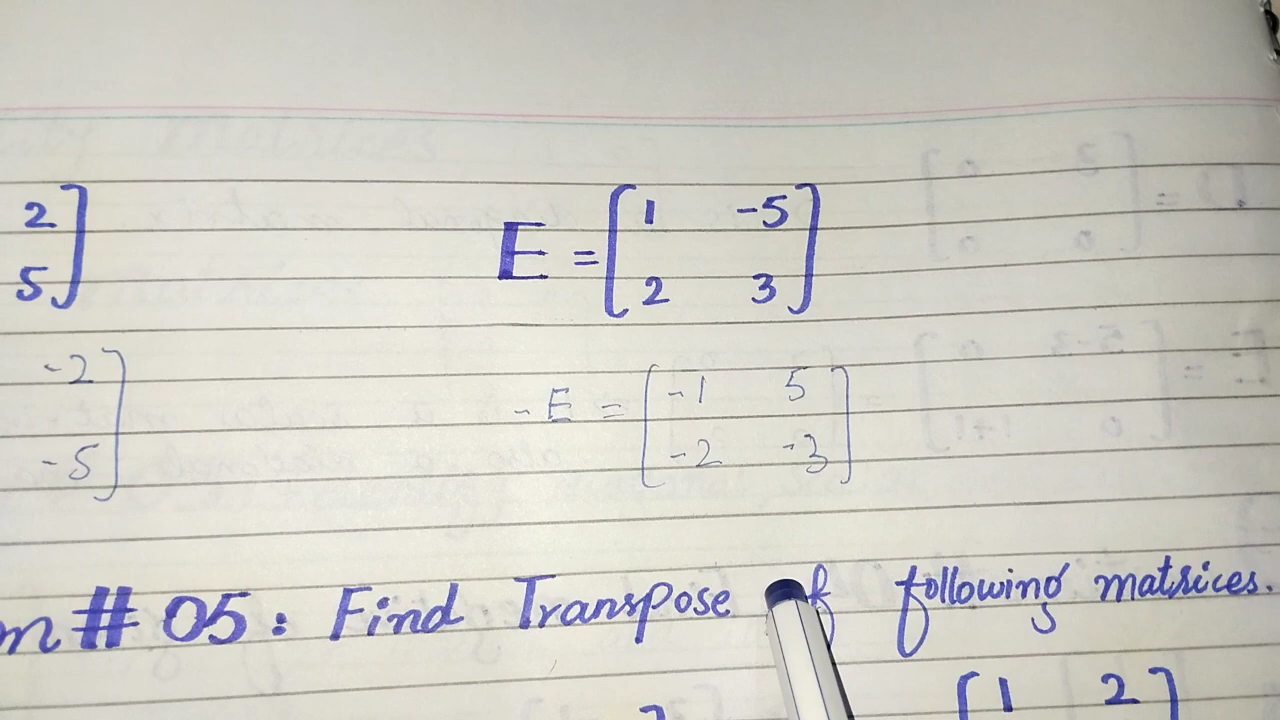 2] E = [1 -5
5] 2 3]
-2] -E = [-1 5
-5] -2 -3]
n # 05: Find Transpose of following matrices.
] [1 2]